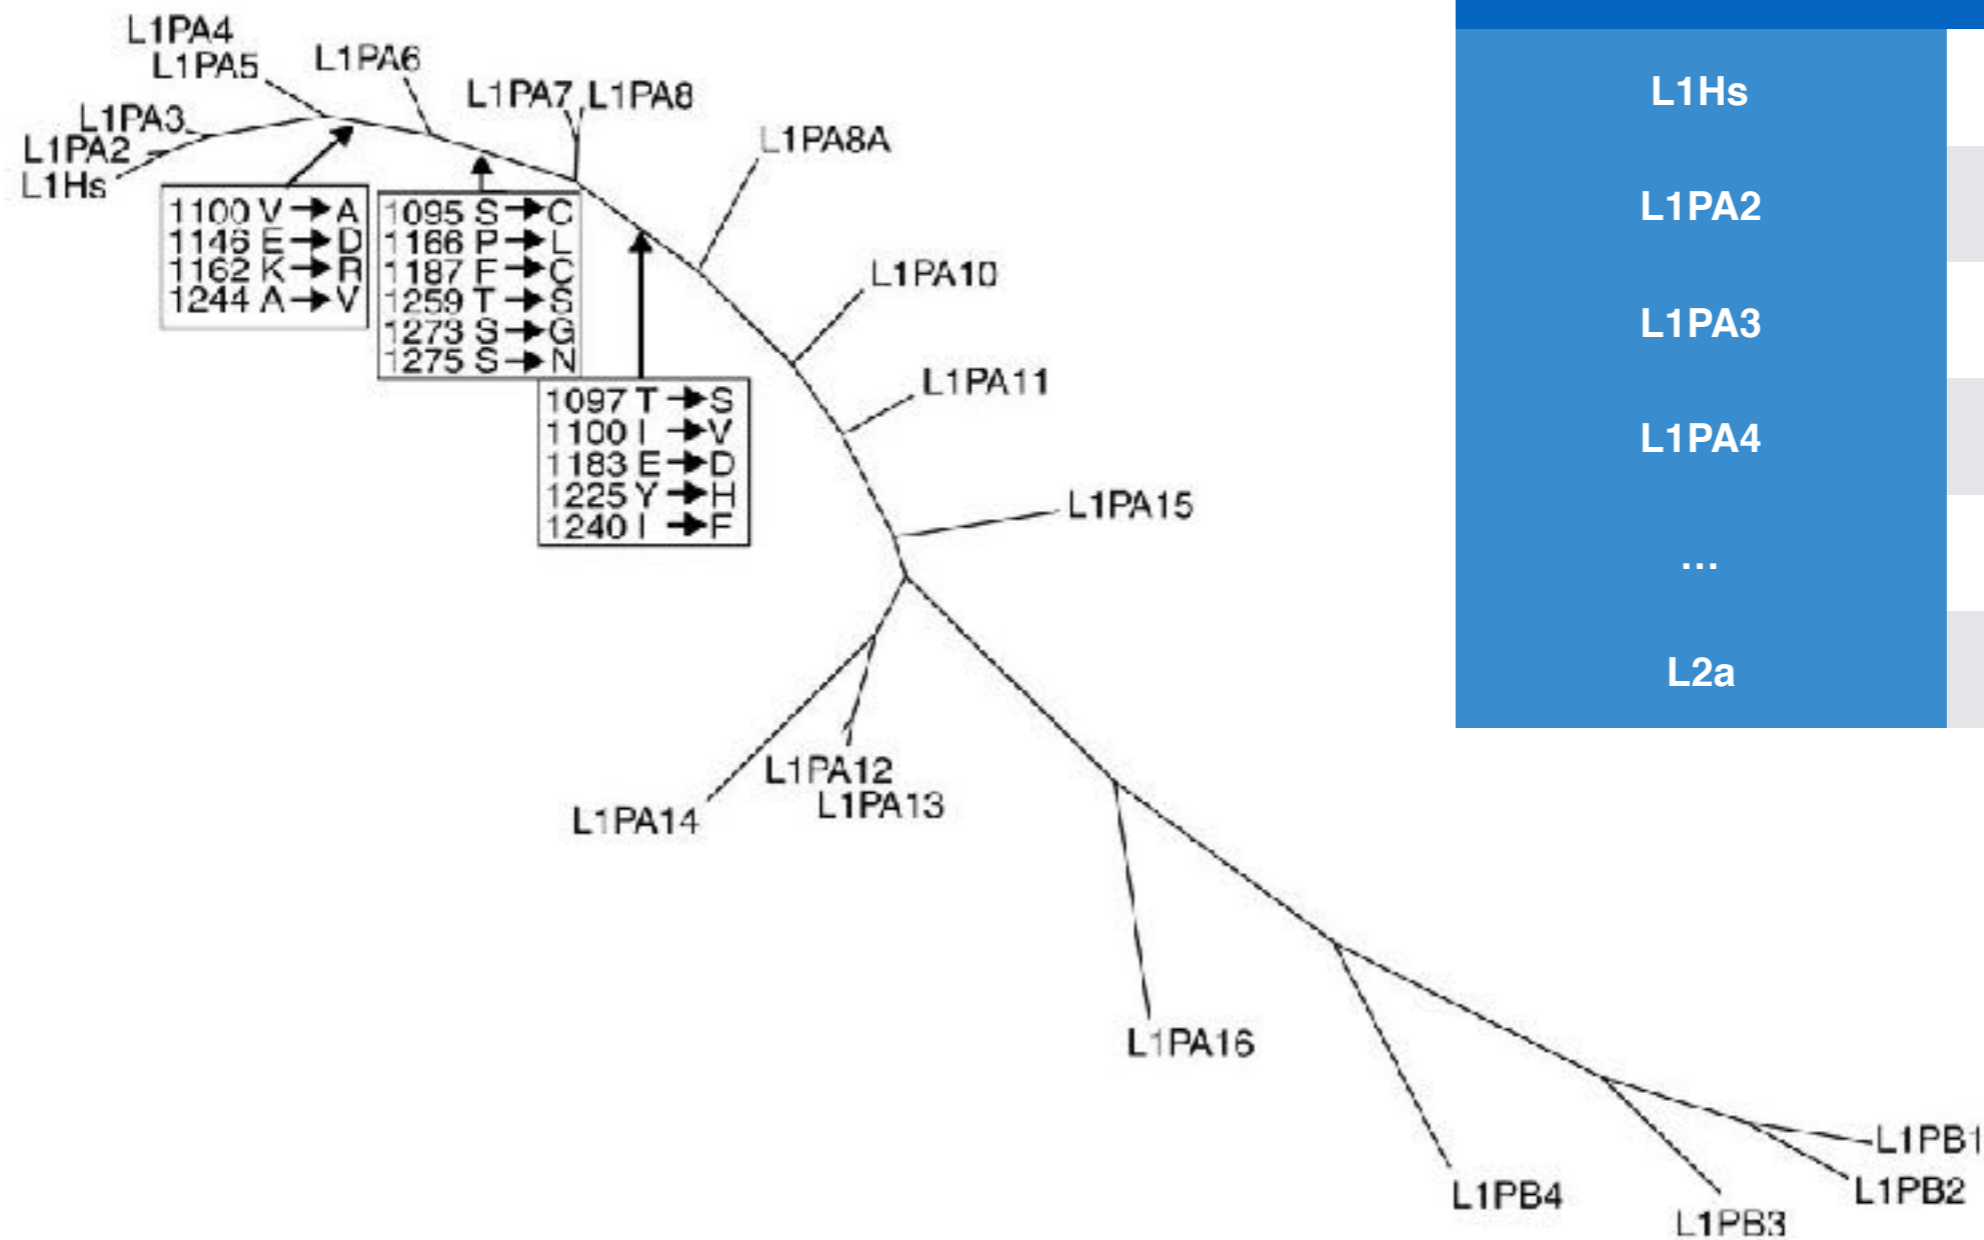 L1PA4
L1PA5
L1PA6
L1PA7
L1PA8
L1PA3
L1PA2
L1Hs
L1PA8A
1100 V → A
1146 E → D
1162 K → R
1244 A → V
1095 S → C
1166 P → L
1187 F → C
1259 T → S
1273 S → G
1275 S → N
1097 T → S
1100 I → V
1183 E → D
1225 Y → H
1240 I → F
L1PA10
L1PA11
L1PA15
L1PA12
L1PA13
L1PA14
L1PA16
L1PB1
L1PB2
L1PB4
L1PB3
L1Hs
L1PA2
L1PA3
L1PA4
...
L2a